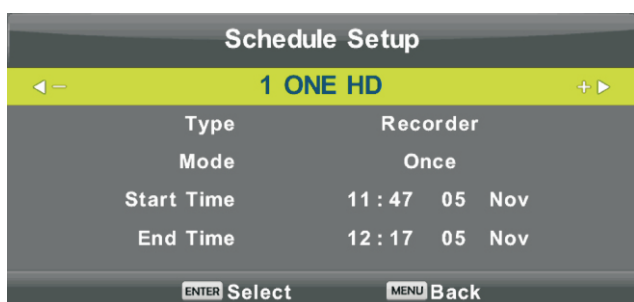 Schedule Setup
1 ONE HD
Type Recorder
Mode Once
Start Time 11 : 47 05 Nov
End Time 12 : 17 05 Nov
ENTER Select MENU Back